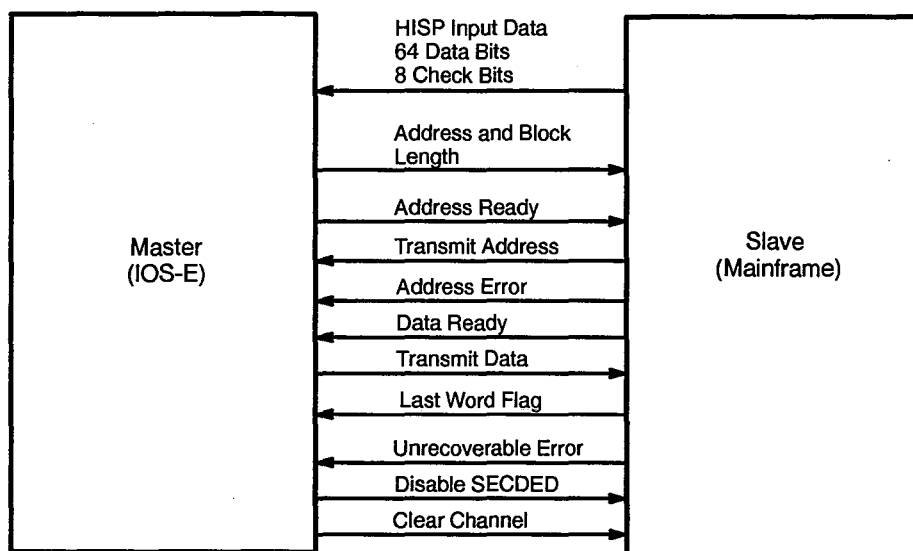 HISP Input Data
64 Data Bits
8 Check Bits
Address and Block
Length
Address Ready
Transmit Address
Address Error
Data Ready
Transmit Data
Last Word Flag
Unrecoverable Error
Disable SECDED
Clear Channel
Master
(IOS-E)
Slave
(Mainframe)